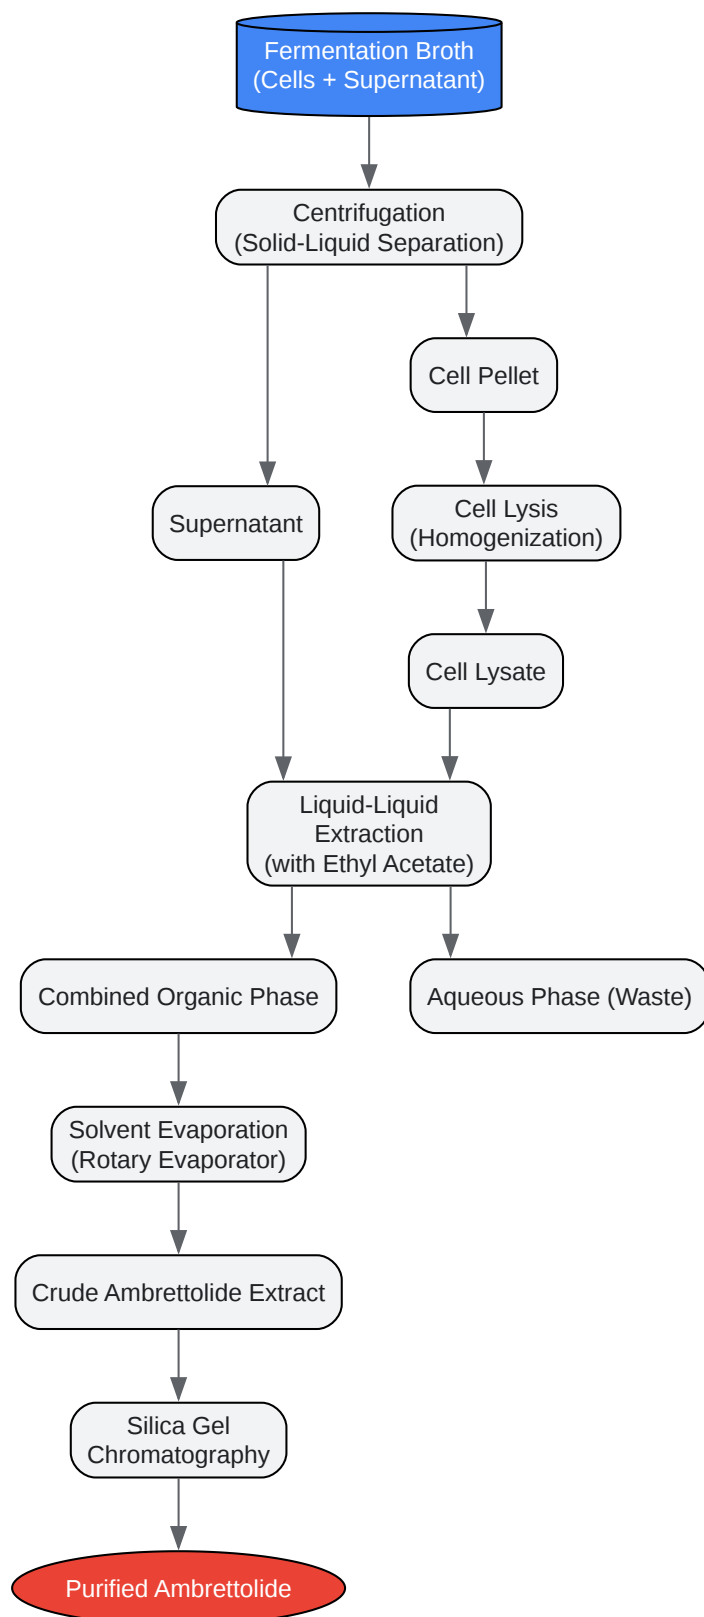 Fermentation Broth
(Cells + Supernatant)
Centrifugation
(Solid-Liquid Separation)
Cell Pellet
Supernatant
Cell Lysis
(Homogenization)
Cell Lysate
Liquid-Liquid
Extraction
(with Ethyl Acetate)
Combined Organic Phase
Aqueous Phase (Waste)
Solvent Evaporation
(Rotary Evaporator)
Crude Ambrettolide Extract
Silica Gel
Chromatography
Purified Ambrettolide